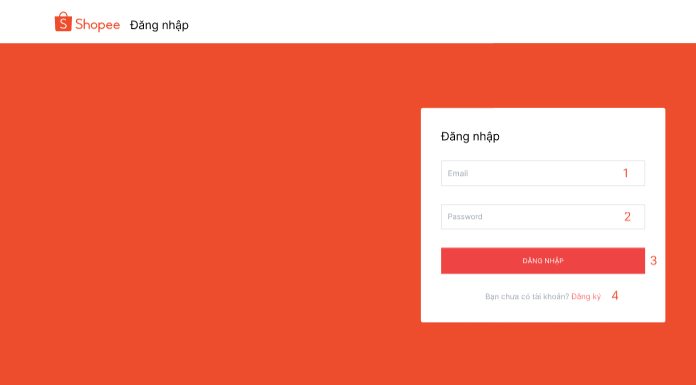 Shopee Đăng nhập
Đăng nhập
Email 1
Password 2
ĐĂNG NHẬP 3
Bạn chưa có tài khoản? Đăng ký 4